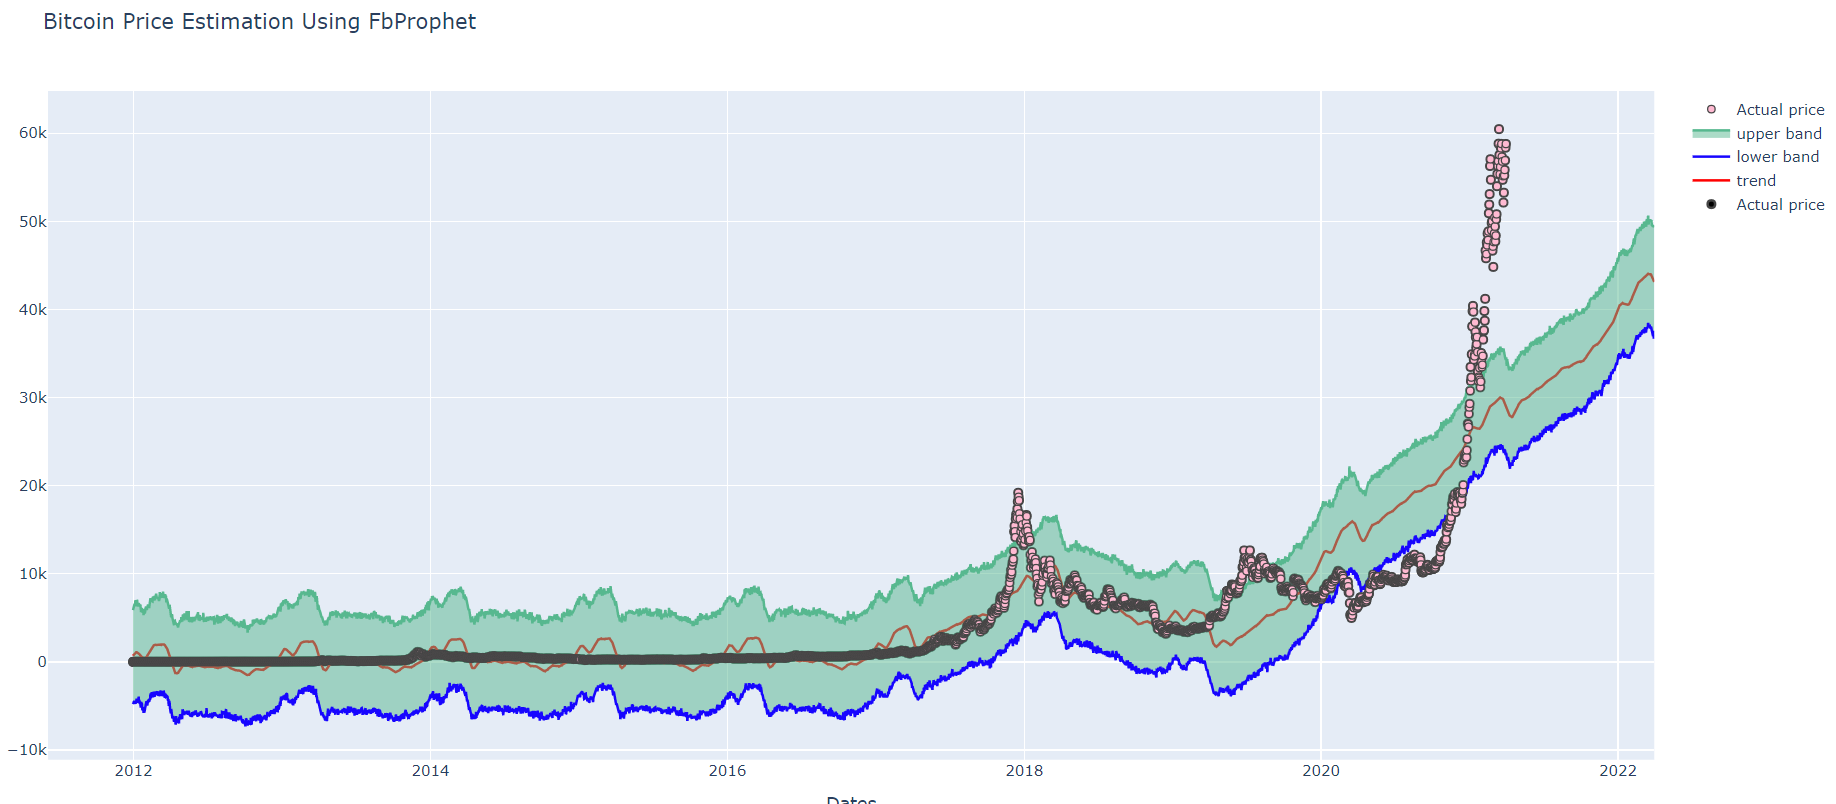 Bitcoin Price Estimation Using FbProphet
Actual price
upper band
lower band
trend
Actual price
60k
50k
40k
30k
20k
10k
0
−10k
2012 2014 2016 2018 2020 2022
Dates